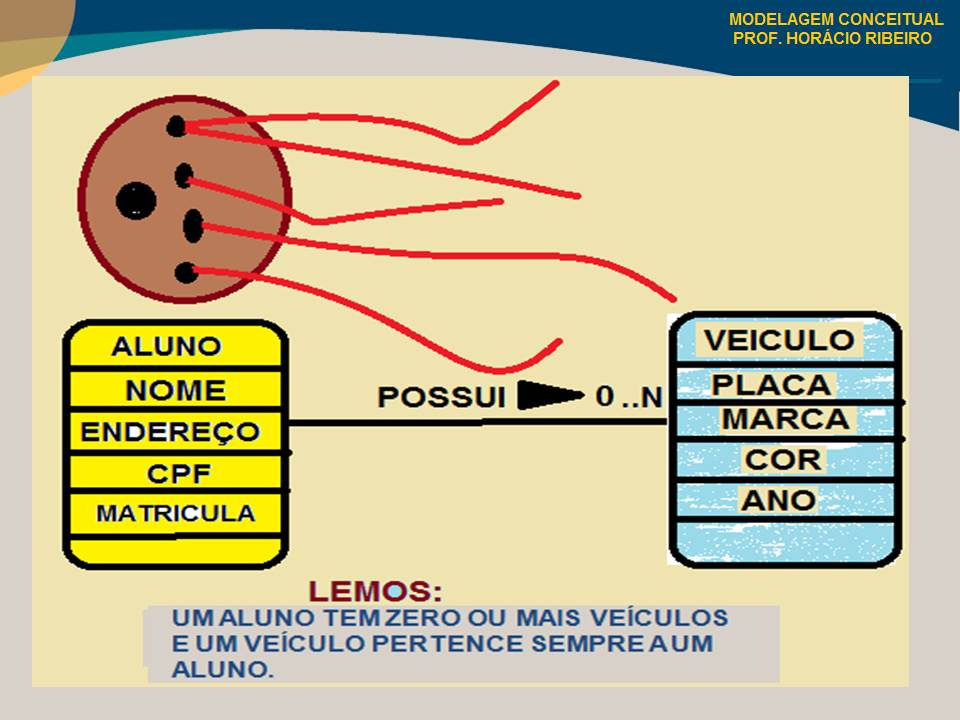 MODELAGEM CONCEITUAL
PROF. HORÁCIO RIBEIRO
ALUNO
NOME
ENDEREÇO
CPF
MATRICULA
POSSUI 0 ..N
VEICULO
PLACA
MARCA
COR
ANO
LEMOS:
UM ALUNO TEM ZERO OU MAIS VEÍCULOS
E UM VEÍCULO PERTENCE SEMPRE A UM
ALUNO.